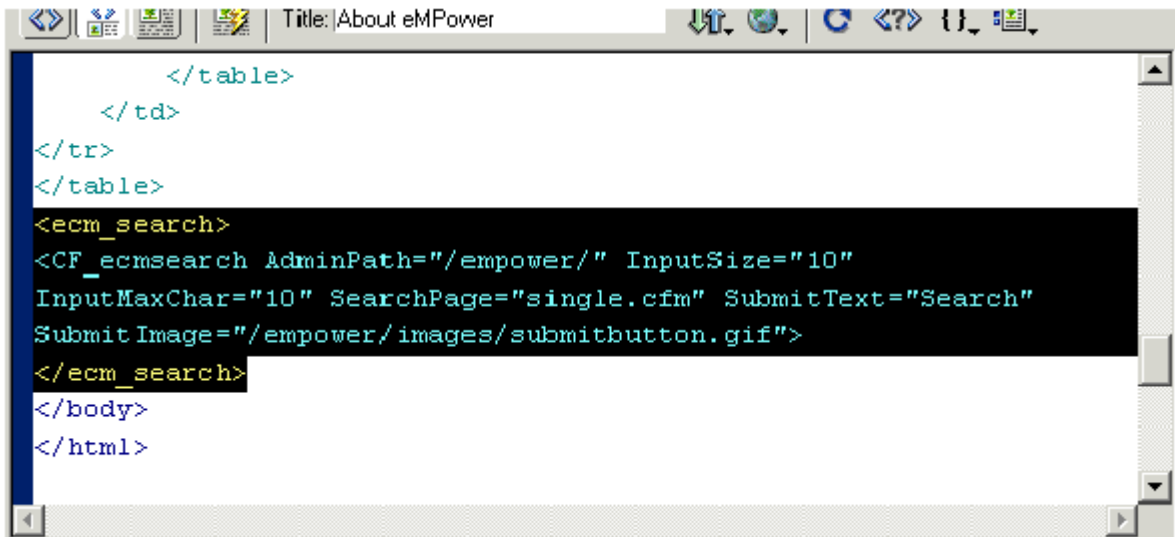 Title: About eMPower
</table>
</td>
</tr>
</table>
<ecm_search>
<CF_ecmsearch AdminPath="/empower/" InputSize="10"
InputMaxChar="10" SearchPage="single.cfm" SubmitText="Search"
SubmitImage="/empower/images/submitbutton.gif">
</ecm_search>
</body>
</html>